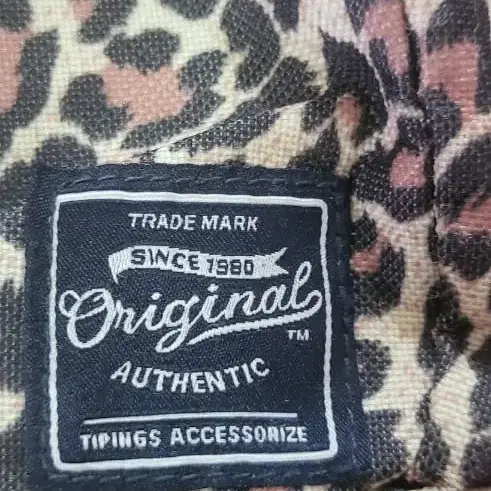 TRADE MARK
SINCE 1980
Original
TM
AUTHENTIC
TIPINGS ACCESSORIZE